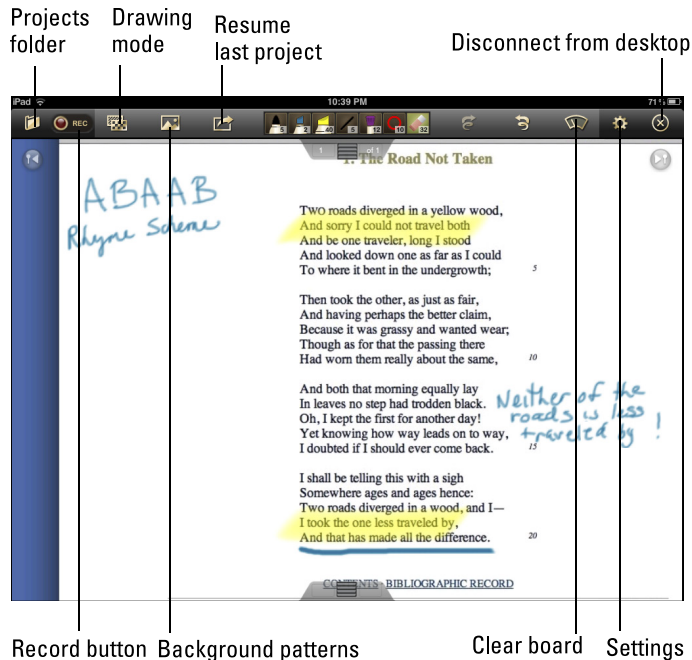 Projects folder
Drawing mode
Resume last project
Disconnect from desktop
iPad
10:39 PM
71%
REC
5
2
40
5
12
10
32
1 of 1
1. The Road Not Taken
ABAAB
Rhyme Scheme
Two roads diverged in a yellow wood,
And sorry I could not travel both
And be one traveler, long I stood
And looked down one as far as I could
To where it bent in the undergrowth; 5
Then took the other, as just as fair,
And having perhaps the better claim,
Because it was grassy and wanted wear;
Though as for that the passing there
Had worn them really about the same, 10
And both that morning equally lay
In leaves no step had trodden black.
Oh, I kept the first for another day!
Yet knowing how way leads on to way,
I doubted if I should ever come back. 15
Neither of the
roads is less
traveled by !
I shall be telling this with a sigh
Somewhere ages and ages hence:
Two roads diverged in a wood, and I—
I took the one less traveled by,
And that has made all the difference. 20
CONTENTS · BIBLIOGRAPHIC RECORD
Record button
Background patterns
Clear board
Settings